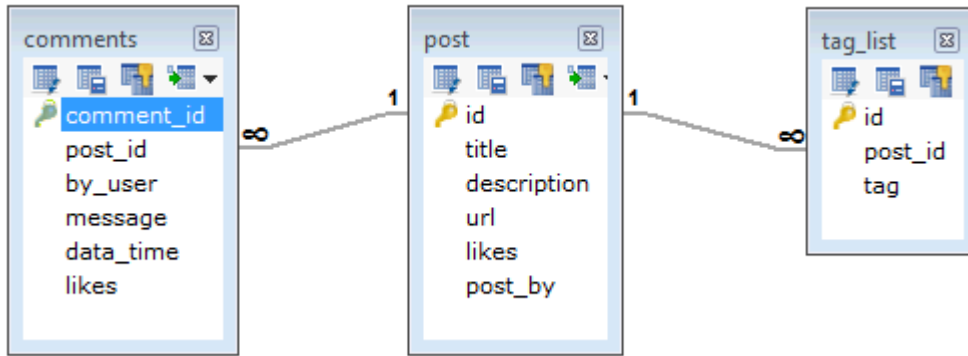 comments
comment_id
post_id
by_user
message
data_time
likes
∞
1
post
id
title
description
url
likes
post_by
1
∞
tag_list
id
post_id
tag